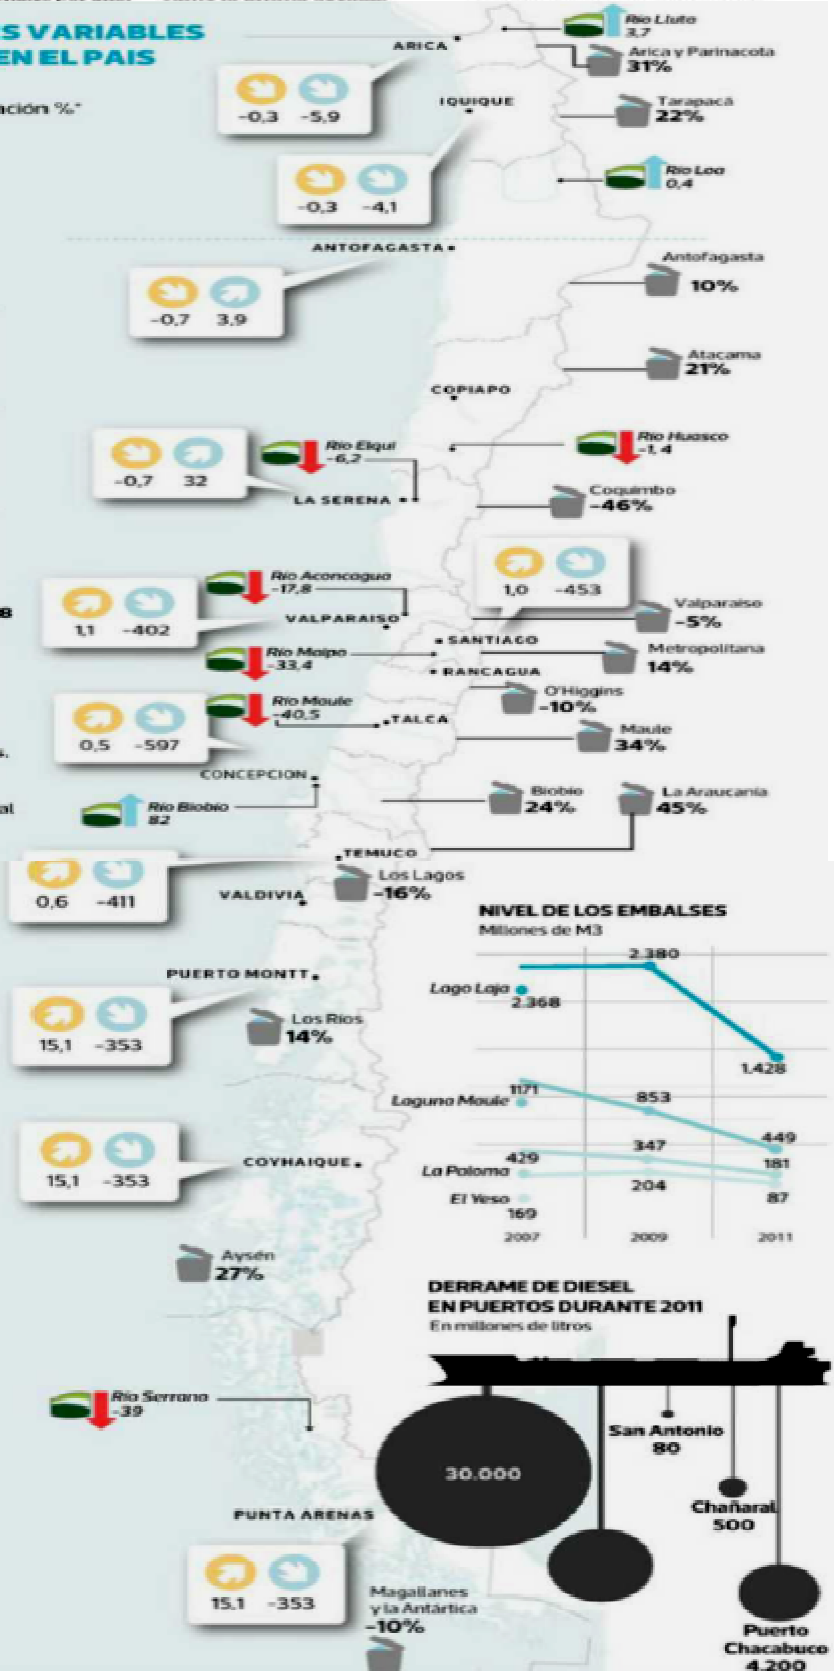 S VARIABLES
EN EL PAIS
ación %*
ARICA
Río Lluto
3,7
Arica y Parinacota
31%
-0,3 -5,9
IQUIQUE
Tarapacá
22%
-0,3 -4,1
Río Loa
0,4
ANTOFAGASTA
Antofagasta
10%
-0,7 3,9
Atacama
21%
COPIAPO
Río Elqui
-6,2
Río Huasco
-1,4
-0,7 32
LA SERENA
Coquimbo
-46%
1,0 -453
Río Aconcagua
-17,8
8
1,1 -402
VALPARAISO
Valparaiso
-5%
SANTIAGO
Metropolitana
14%
Río Maipo
-33,4
RANCAGUA
O'Higgins
-10%
Río Maule
-40,5
TALCA
Maule
34%
0,5 -597
s.
CONCEPCION
al
Río Biobío
82
Biobío
24%
La Araucanía
45%
TEMUCO
Los Lagos
-16%
0,6 -411
VALDIVIA
NIVEL DE LOS EMBALSES
Millones de M3
2.380
Lago Laja
2.368
1.428
1171
Laguna Maule
853
449
429
347
181
La Paloma
204
87
El Yeso
169
2007 2009 2011
PUERTO MONTT
15,1 -353
Los Ríos
14%
COYHAIQUE
15,1 -353
Aysén
27%
DERRAME DE DIESEL
EN PUERTOS DURANTE 2011
En millones de litros
Río Serrano
-39
30.000
San Antonio
80
Chañaral
500
PUNTA ARENAS
15,1 -353
Magallanes
y la Antártica
-10%
Puerto
Chacabuco
4.200